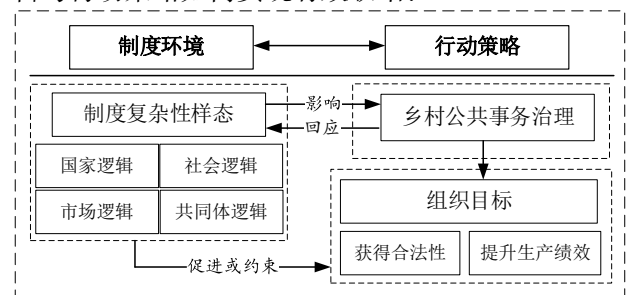 制度环境
行动策略
制度复杂性样态
影响
回应
乡村公共事务治理
国家逻辑
社会逻辑
市场逻辑
共同体逻辑
组织目标
获得合法性
提升生产绩效
促进或约束